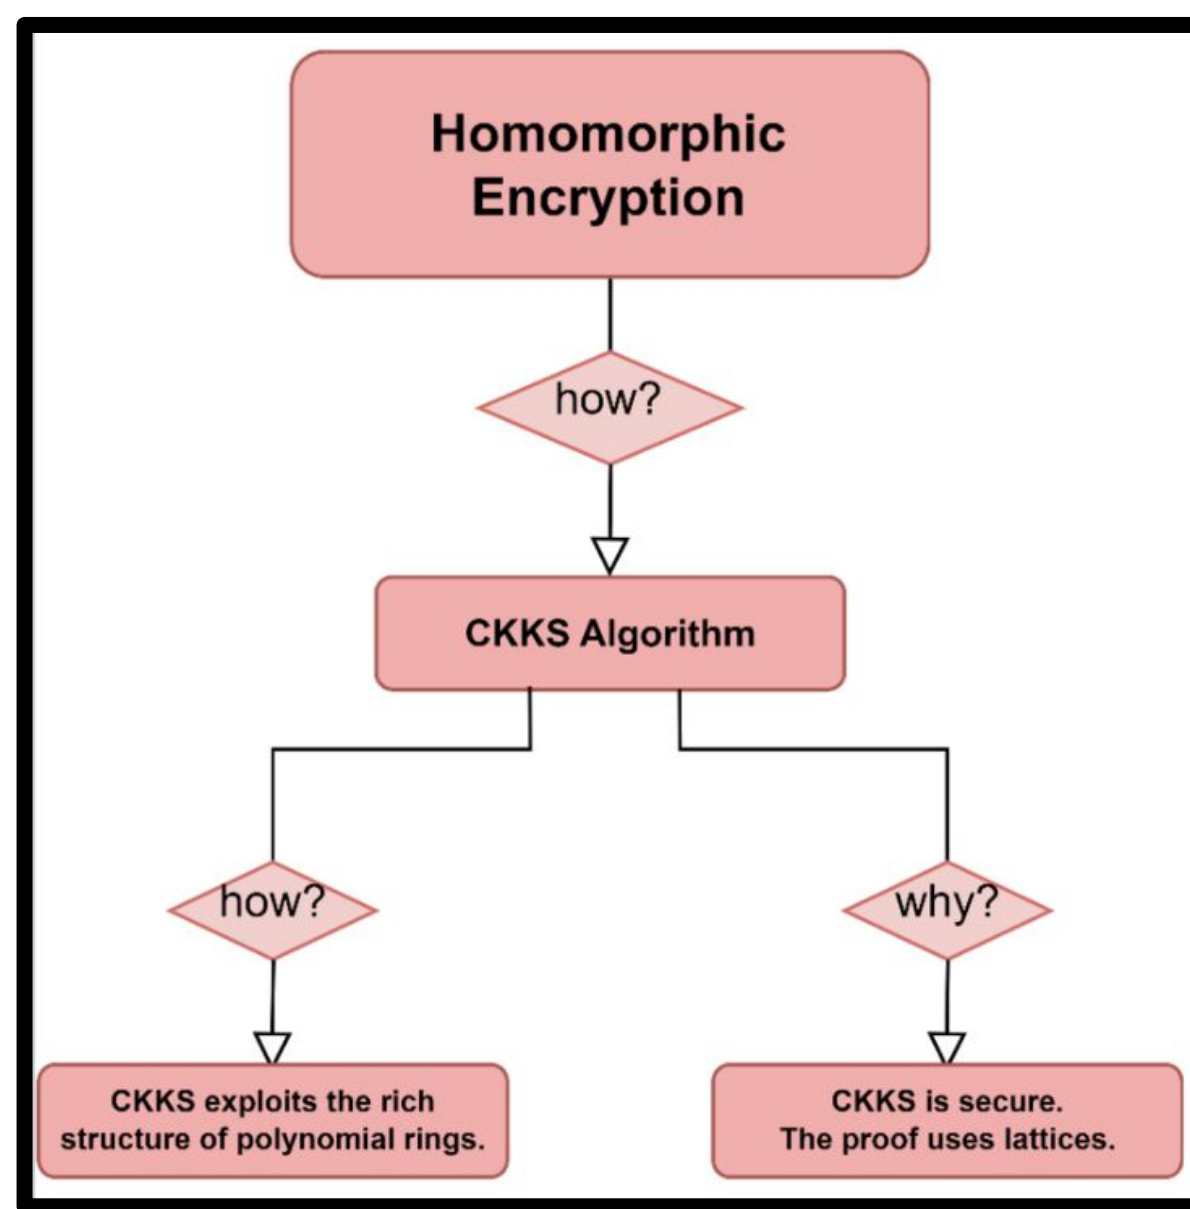 Homomorphic
Encryption
how?
CKKS Algorithm
how?
why?
CKKS exploits the rich
structure of polynomial rings.
CKKS is secure.
The proof uses lattices.